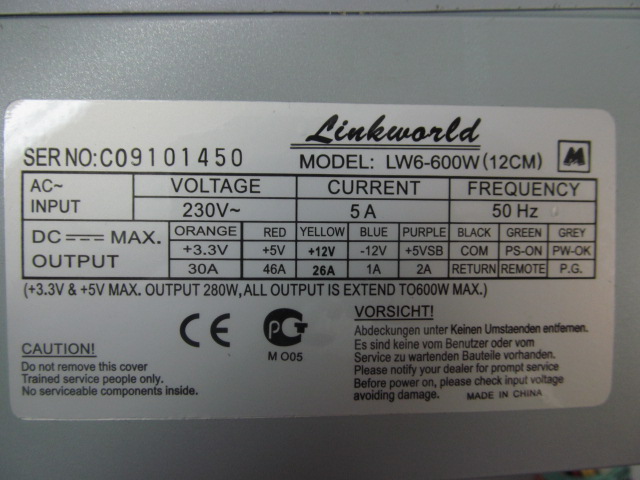 Linkworld
SER NO: C09101450
MODEL: LW6-600W (12CM)
M
AC~ INPUT VOLTAGE CURRENT FREQUENCY
230V~ 5A 50 Hz
DC MAX. OUTPUT ORANGE RED YELLOW BLUE PURPLE BLACK GREEN GREY
+3.3V +5V +12V -12V +5VSB COM PS-ON PW-OK
30A 46A 26A 1A 2A RETURN REMOTE P.G.
(+3.3V & +5V MAX. OUTPUT 280W, ALL OUTPUT IS EXTEND TO600W MAX.)
CE
РСТ
M O05
CAUTION!
Do not remove this cover
Trained service people only.
No serviceable components inside.
VORSICHT!
Abdeckungen unter Keinen Umstaenden entfernen.
Es sind keine vom Benutzer oder vom
Service zu wartenden Bauteile vorhanden.
Please notify your dealer for prompt service
Before power on, please check input voltage
avoiding damage.
MADE IN CHINA